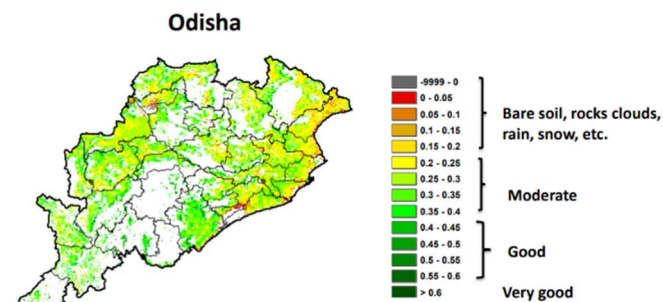 Odisha
-9999 - 0
0 - 0.05
0.05 - 0.1
0.1 - 0.15
0.15 - 0.2
0.2 - 0.25
0.25 - 0.3
0.3 - 0.35
0.35 - 0.4
0.4 - 0.45
0.45 - 0.5
0.5 - 0.55
0.55 - 0.6
> 0.6
Bare soil, rocks clouds,
rain, snow, etc.
Moderate
Good
Very good